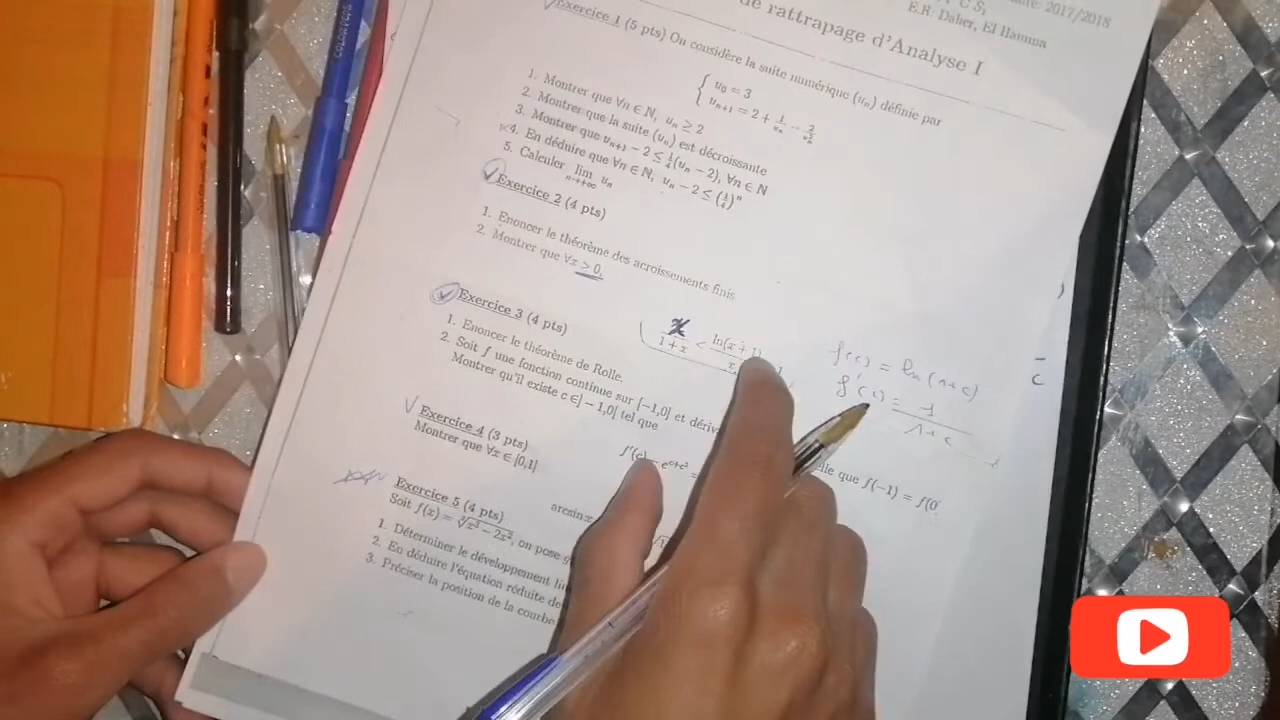 2017/2018
E.R: Daher, El Hamma
de rattrapage d'Analyse I
Exercice 1 (5 pts) On considère la suite numérique (uₙ) définie par
u₀ = 3
uₙ₊₁ = 2 + 1/uₙ − 2/uₙ²
1. Montrer que ∀n ∈ ℕ, uₙ ≥ 2
2. Montrer que la suite (uₙ) est décroissante
3. Montrer que uₙ₊₁ − 2 ≤ ¼(uₙ − 2), ∀n ∈ ℕ
4. En déduire que ∀n ∈ ℕ, uₙ − 2 ≤ (¼)ⁿ
5. Calculer lim n→+∞ uₙ
Exercice 2 (4 pts)
1. Enoncer le théorème des acroissements finis.
2. Montrer que ∀x > 0,
x/(1 + x) < ln(x + 1)
f(c) = ln(1+c)
f'(c) = 1/(1+c)
Exercice 3 (4 pts)
1. Enoncer le théorème de Rolle.
2. Soit f une fonction continue sur [−1,0] et dériv elle que f(−1) = f(0
Montrer qu'il existe c ∈] − 1,0[ tel que
Exercice 4 (3 pts)
Montrer que ∀x ∈ [0,1[
arcsin x
Exercice 5 (4 pts)
Soit f(x) = ∛(x³ − 2x²), on pose g
1. Déterminer le développement
2. En déduire l'équation réduite de
3. Préciser la position de la courbe
COLORPEPS